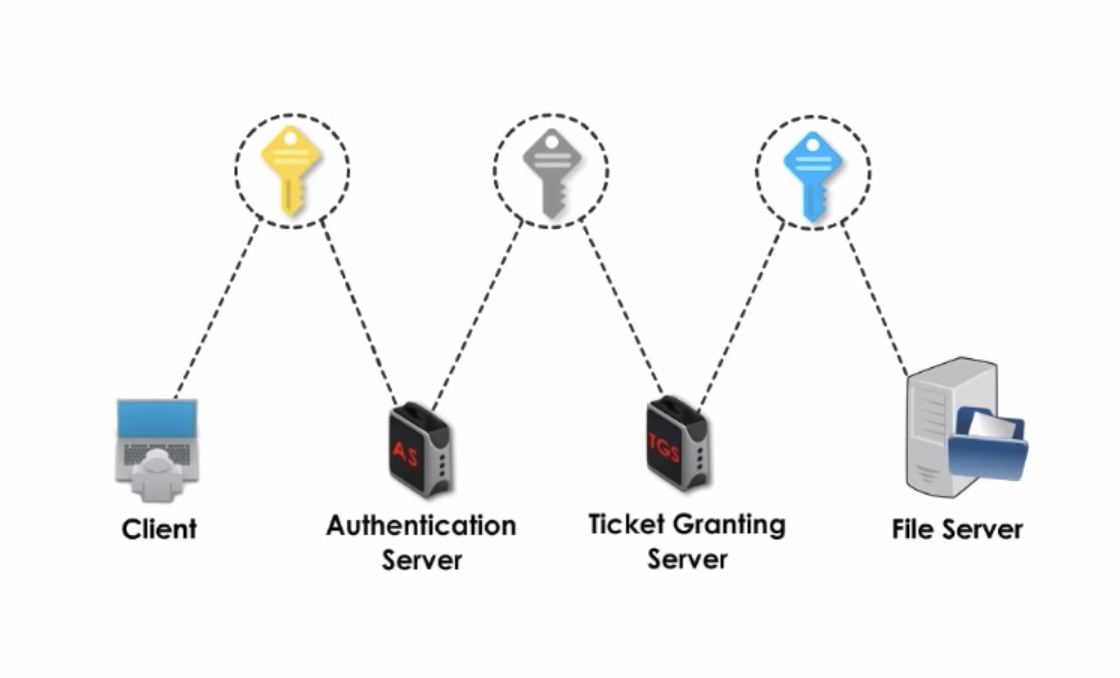 AS
TGS
Client
Authentication
Server
Ticket Granting
Server
File Server